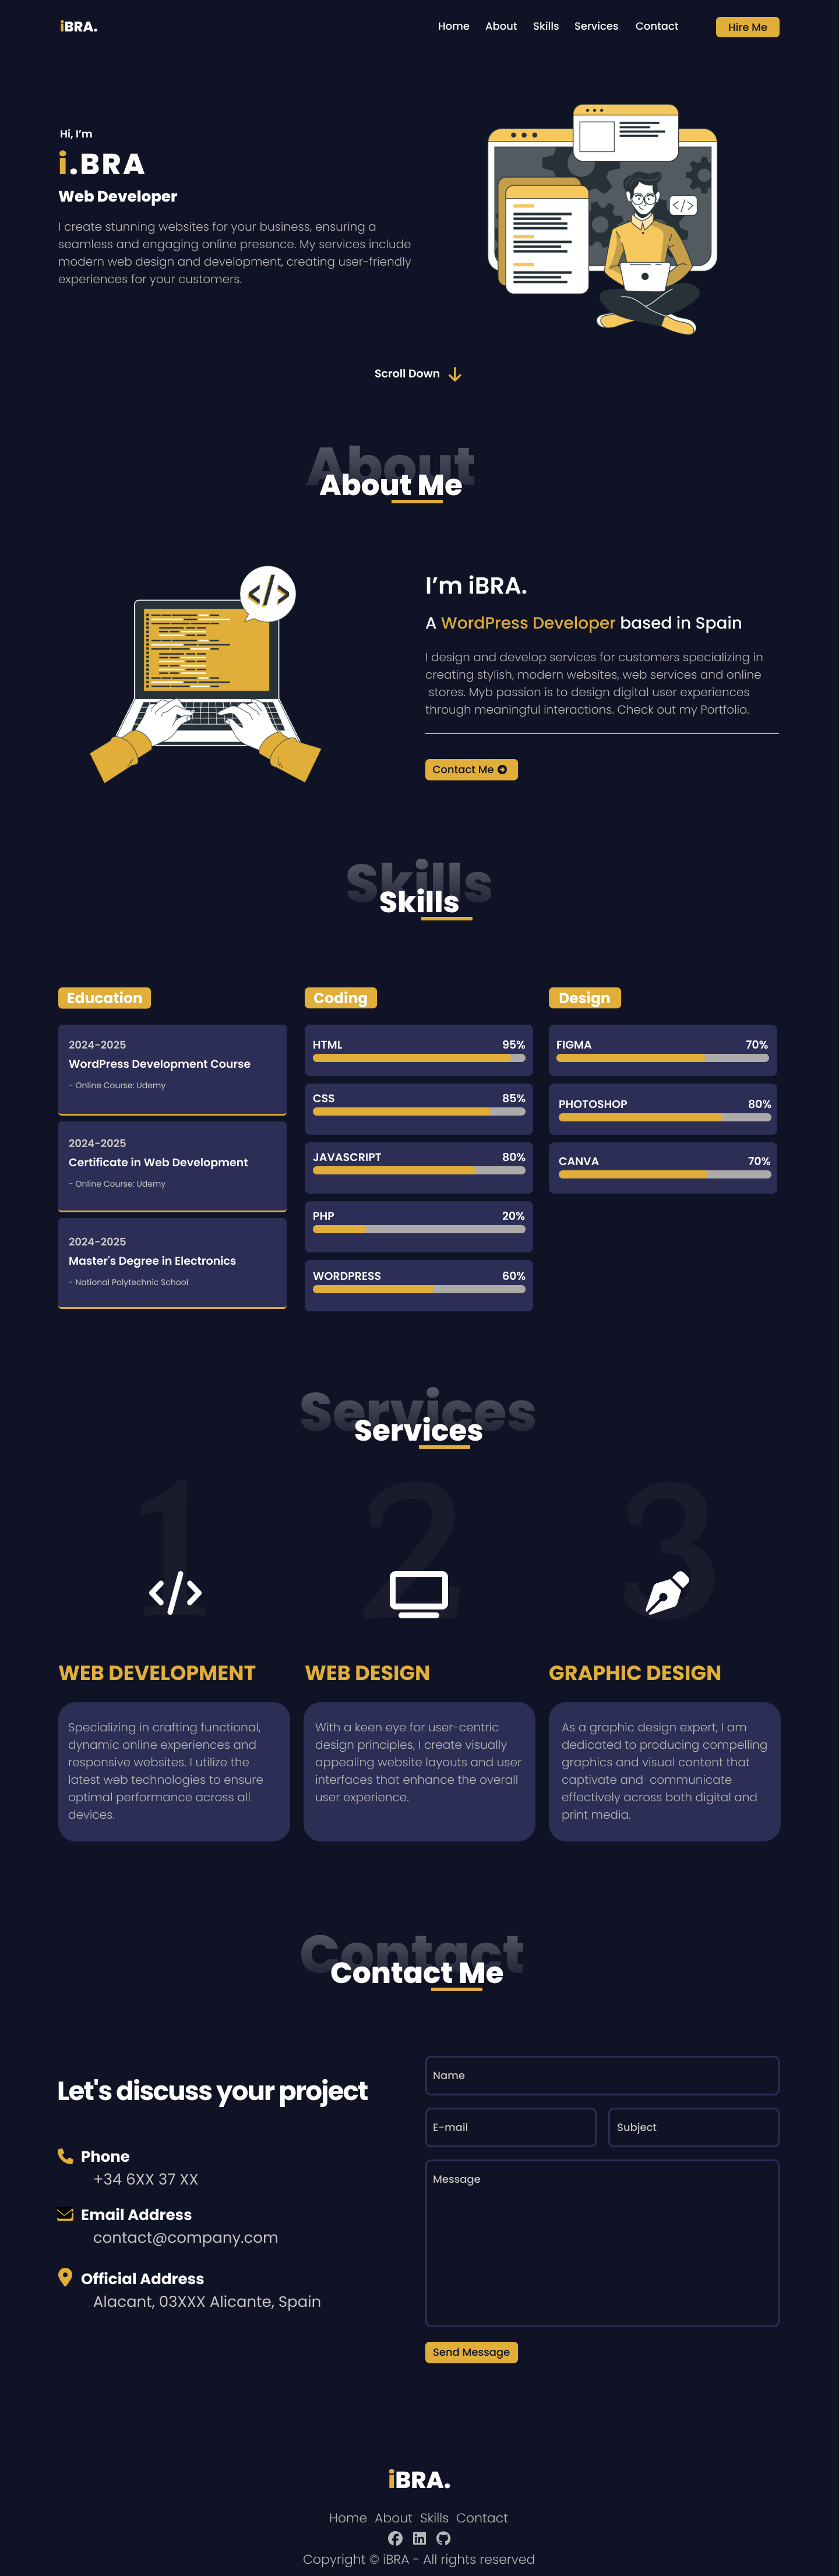 iBRA.
Home About Skills Services Contact Hire Me
Hi, I’m
i.BRA
Web Developer
I create stunning websites for your business, ensuring a
seamless and engaging online presence. My services include
modern web design and development, creating user-friendly
experiences for your customers.
</>
Scroll Down
About
About Me
</>
I’m iBRA.
A WordPress Developer based in Spain
I design and develop services for customers specializing in
creating stylish, modern websites, web services and online
stores. Myb passion is to design digital user experiences
through meaningful interactions. Check out my Portfolio.
Contact Me
Skills
Skills
Education
2024-2025
WordPress Development Course
- Online Course: Udemy
2024-2025
Certificate in Web Development
- Online Course: Udemy
2024-2025
Master's Degree in Electronics
- National Polytechnic School
Coding
HTML 95%
CSS 85%
JAVASCRIPT 80%
PHP 20%
WORDPRESS 60%
Design
FIGMA 70%
PHOTOSHOP 80%
CANVA 70%
Services
Services
1
</>
WEB DEVELOPMENT
Specializing in crafting functional,
dynamic online experiences and
responsive websites. I utilize the
latest web technologies to ensure
optimal performance across all
devices.
2
WEB DESIGN
With a keen eye for user-centric
design principles, I create visually
appealing website layouts and user
interfaces that enhance the overall
user experience.
3
GRAPHIC DESIGN
As a graphic design expert, I am
dedicated to producing compelling
graphics and visual content that
captivate and communicate
effectively across both digital and
print media.
Contact
Contact Me
Let's discuss your project
Phone
+34 6XX 37 XX
Email Address
contact@company.com
Official Address
Alacant, 03XXX Alicante, Spain
Name
E-mail Subject
Message
Send Message
iBRA.
Home About Skills Contact
in
Copyright © iBRA - All rights reserved